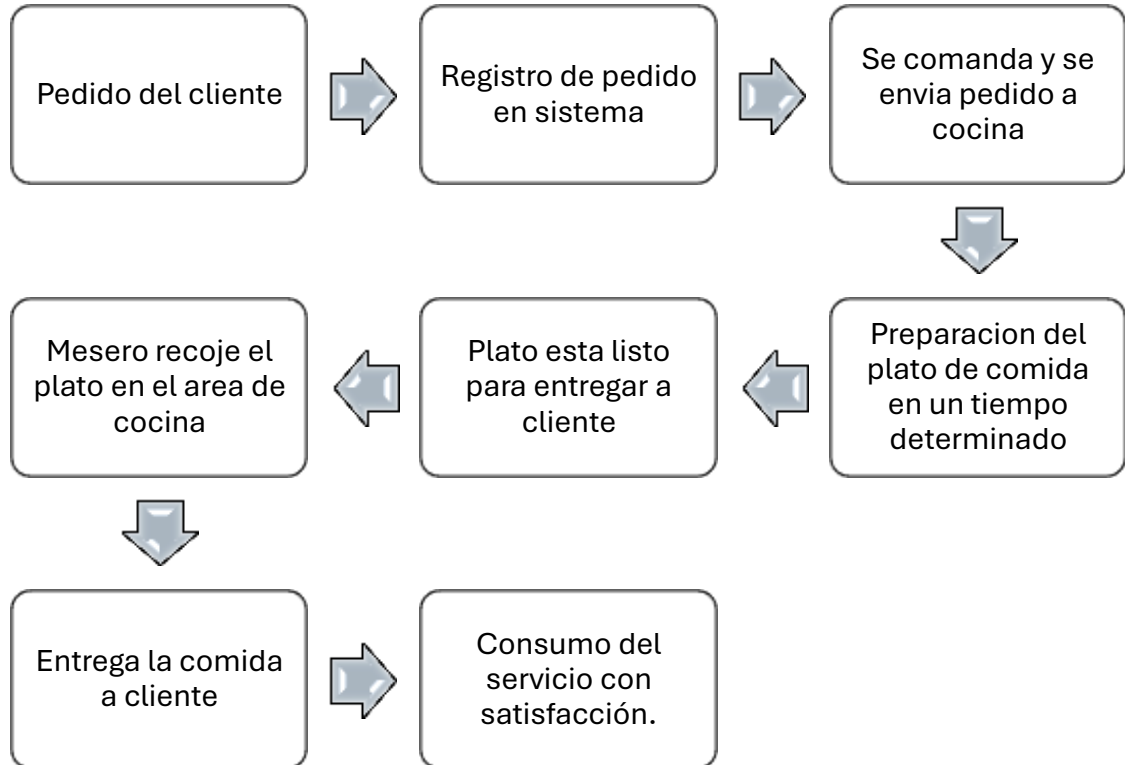 Pedido del cliente
Registro de pedido
en sistema
Se comanda y se
envia pedido a
cocina
Preparacion del
plato de comida
en un tiempo
determinado
Plato esta listo
para entregar a
cliente
Mesero recoje el
plato en el area de
cocina
Entrega la comida
a cliente
Consumo del
servicio con
satisfacción.